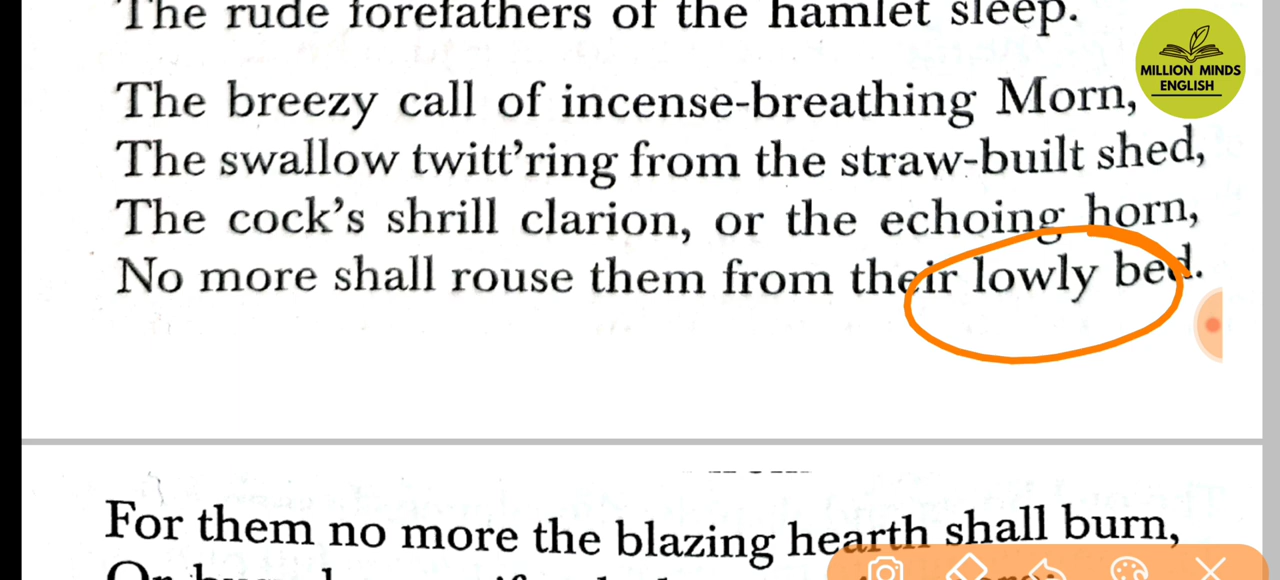 The rude forefathers of the hamlet sleep.
MILLION MINDS
ENGLISH
The breezy call of incense-breathing Morn,
The swallow twitt’ring from the straw-built shed,
The cock’s shrill clarion, or the echoing horn,
No more shall rouse them from their lowly bed.
For them no more the blazing hearth shall burn,
Or